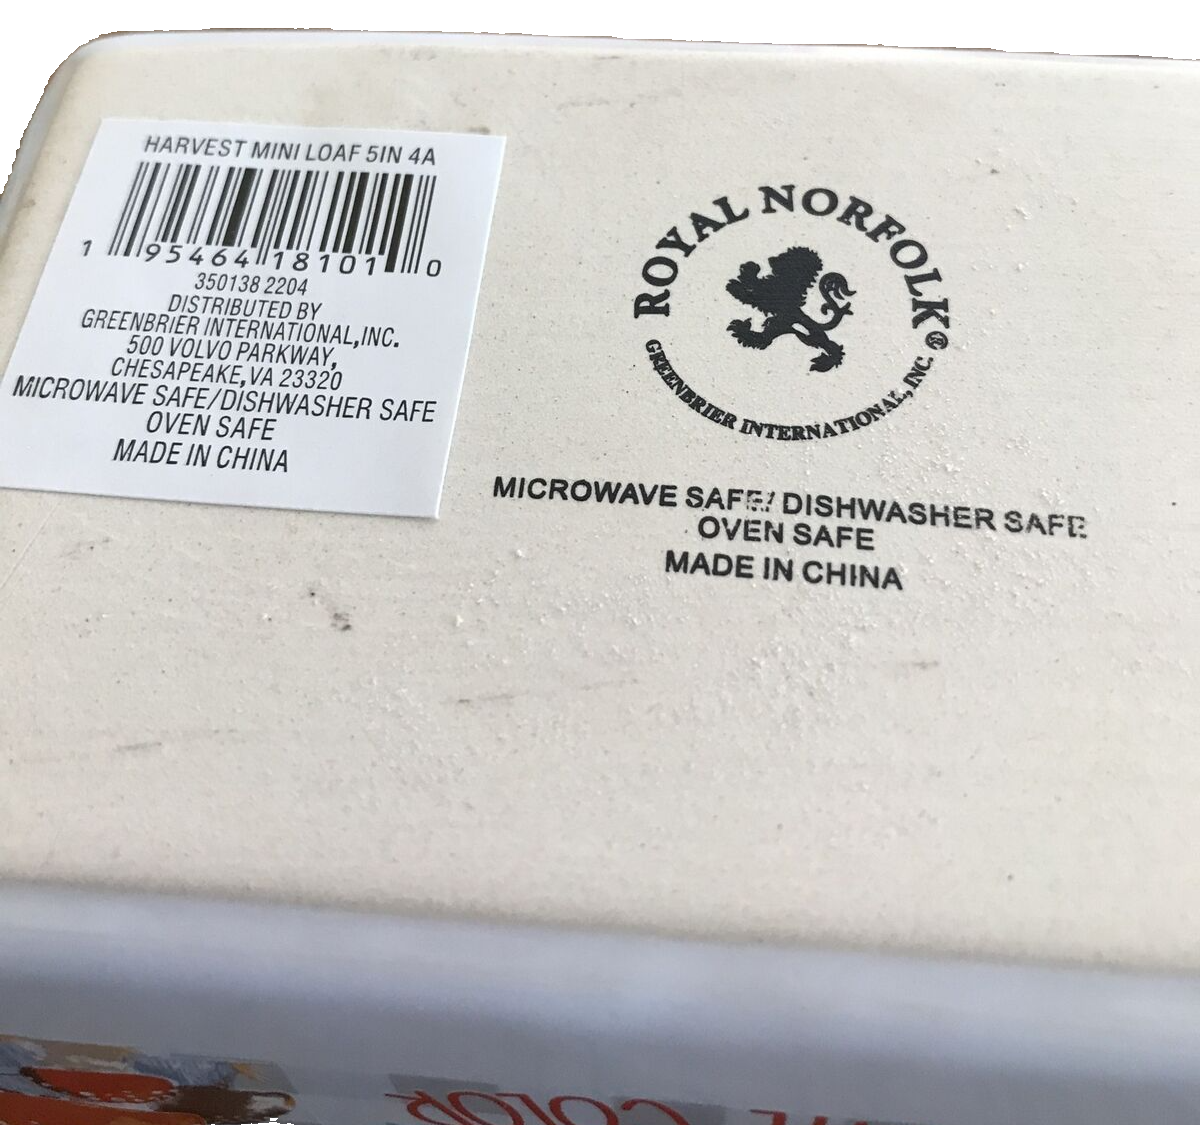 HARVEST MINI LOAF 5IN 4A
1 95464 18101 0
350138 2204
DISTRIBUTED BY
GREENBRIER INTERNATIONAL,INC.
500 VOLVO PARKWAY,
CHESAPEAKE,VA 23320
MICROWAVE SAFE/DISHWASHER SAFE
OVEN SAFE
MADE IN CHINA
ROYAL NORFOLK®
GREENBRIER INTERNATIONAL, INC.
MICROWAVE SAFE/ DISHWASHER SAFE
OVEN SAFE
MADE IN CHINA
COLOR